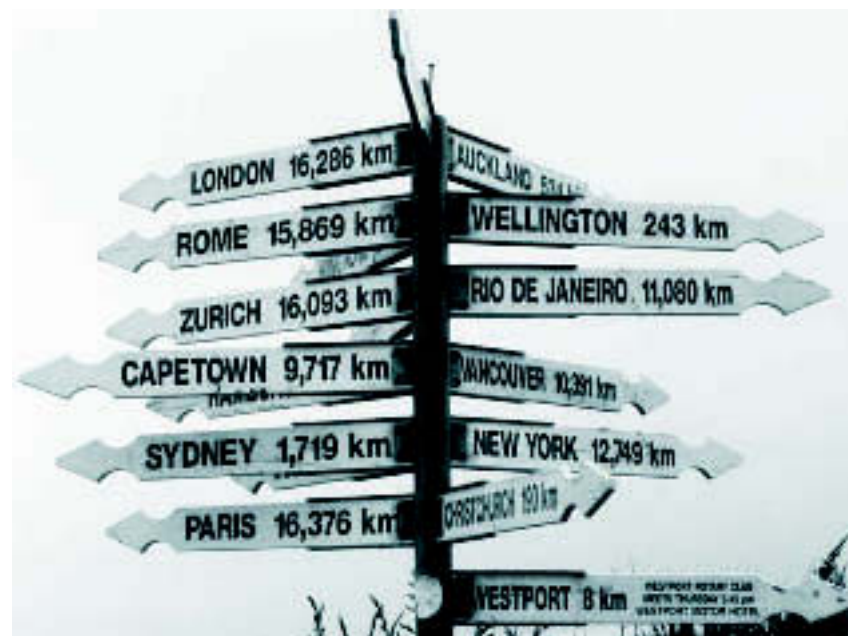 LONDON 16,286 km
AUCKLAND
ROME 15,869 km
WELLINGTON 243 km
ZURICH 16,093 km
RIO DE JANEIRO. 11,080 km
CAPETOWN 9,717 km
VANCOUVER 10,391 km
SYDNEY 1,719 km
NEW YORK 12,749 km
PARIS 16,376 km
CHRISTCHURCH 190 km
WESTPORT 8 km
WESTPORT ROTARY CLUB
MEETS THURSDAY
WESTPORT MOTOR HOTEL